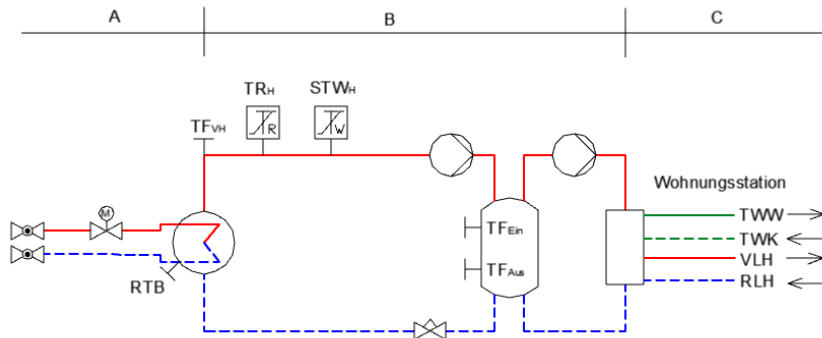 A B C
TRH STWH
TFVH
R W
M
Wohnungsstation
TWW
TFEin
TWK
VLH
TFAus
RTB
RLH